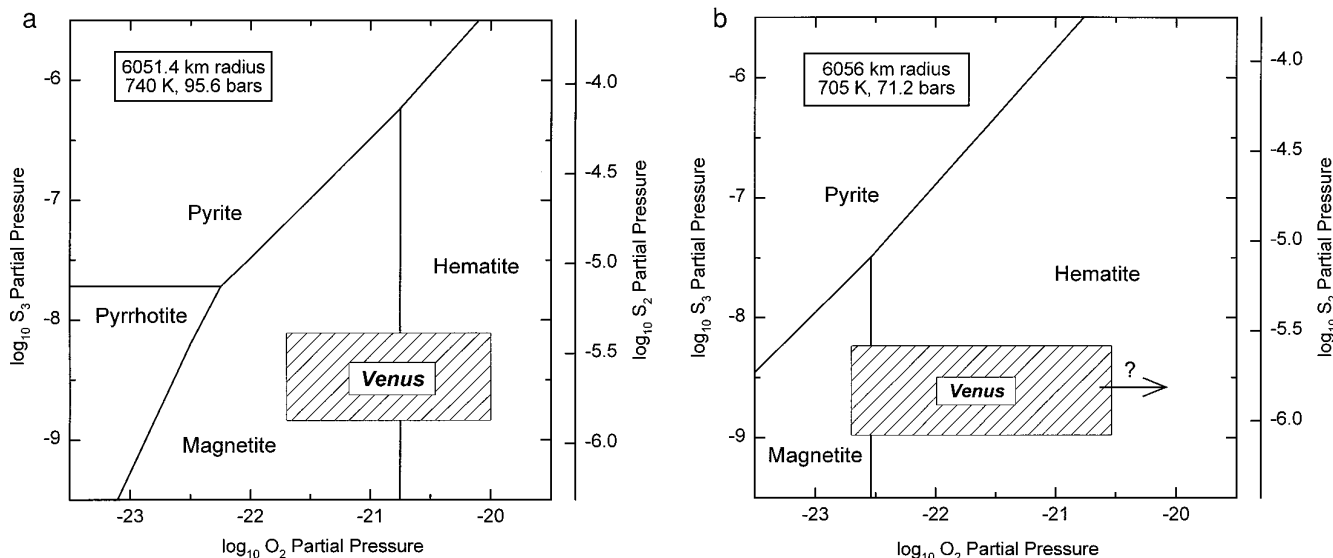 a
6051.4 km radius
740 K, 95.6 bars
Pyrite
Pyrrhotite
Magnetite
Hematite
Venus
-6
-7
-8
-9
log10 S3 Partial Pressure
-4.0
-4.5
-5.0
-5.5
-6.0
log10 S2 Partial Pressure
-23
-22
-21
-20
log10 O2 Partial Pressure
b
6056 km radius
705 K, 71.2 bars
Pyrite
Hematite
Magnetite
Venus
?
-6
-7
-8
-9
log10 S3 Partial Pressure
-4.0
-4.5
-5.0
-5.5
-6.0
log10 S2 Partial Pressure
-23
-22
-21
-20
log10 O2 Partial Pressure